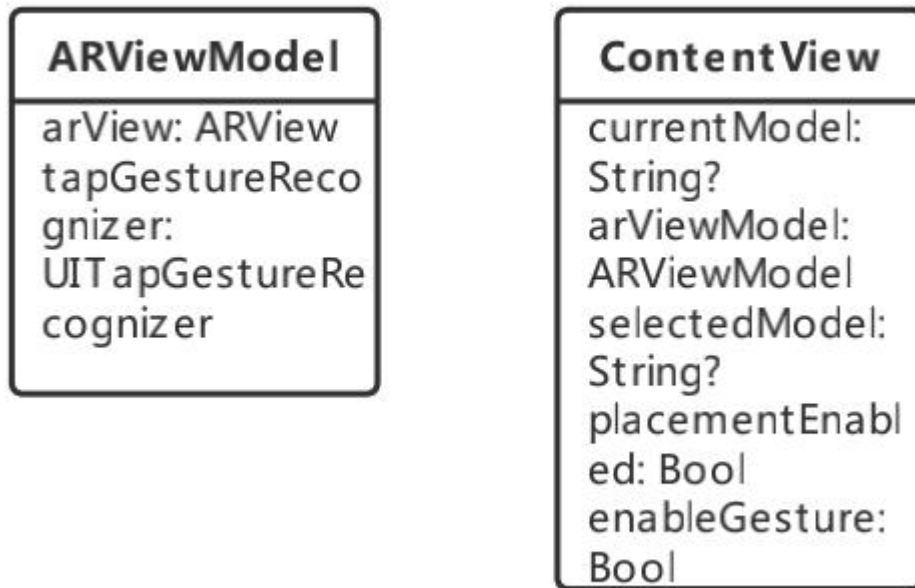 ARViewModel
arView: ARView
tapGestureReco
gnizer:
UITapGestureRe
cognizer
ContentView
currentModel:
String?
arViewModel:
ARViewModel
selectedModel:
String?
placementEnabl
ed: Bool
enableGesture:
Bool